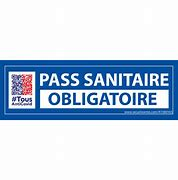 PASS SANITAIRE
OBLIGATOIRE
#Tous
AntiCovid